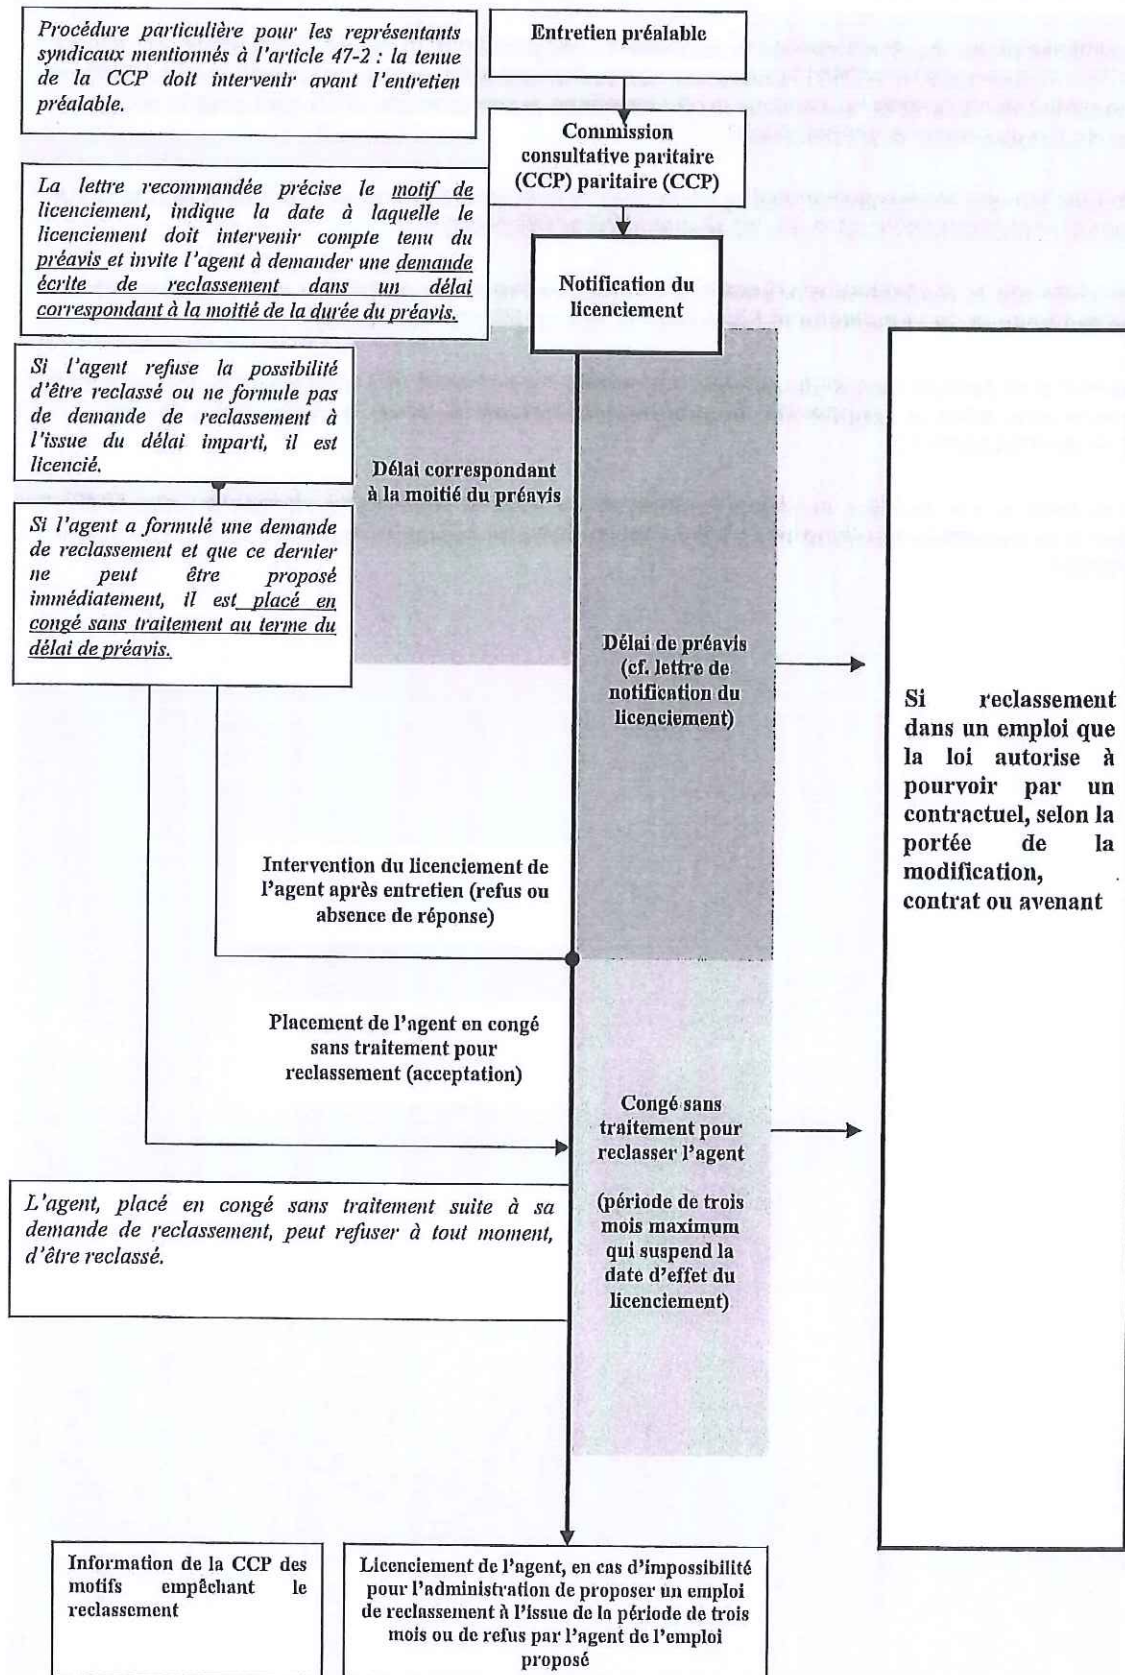 Procédure particulière pour les représentants
syndicaux mentionnés à l'article 47-2 : la tenue
de la CCP doit intervenir avant l'entretien
préalable.
Entretien préalable
Commission
consultative paritaire
(CCP) paritaire (CCP)
La lettre recommandée précise le motif de
licenciement, indique la date à laquelle le
licenciement doit intervenir compte tenu du
préavis et invite l'agent à demander une demande
écrite de reclassement dans un délai
correspondant à la moitié de la durée du préavis.
Notification du
licenciement
Si l'agent refuse la possibilité
d'être reclassé ou ne formule pas
de demande de reclassement à
l'issue du délai imparti, il est
licencié.
Délai correspondant
à la moitié du préavis
Si l'agent a formulé une demande
de reclassement et que ce dernier
ne peut être proposé
immédiatement, il est placé en
congé sans traitement au terme du
délai de préavis.
Délai de préavis
(cf. lettre de
notification du
licenciement)
Si reclassement
dans un emploi que
la loi autorise à
pourvoir par un
contractuel, selon la
portée de la
modification,
contrat ou avenant
Intervention du licenciement de
l'agent après entretien (refus ou
absence de réponse)
Placement de l'agent en congé
sans traitement pour
reclassement (acceptation)
Congé sans
traitement pour
reclasser l'agent
(période de trois
mois maximum
qui suspend la
date d'effet du
licenciement)
L'agent, placé en congé sans traitement suite à sa
demande de reclassement, peut refuser à tout moment,
d'être reclassé.
Information de la CCP des
motifs empêchant le
reclassement
Licenciement de l'agent, en cas d'impossibilité
pour l'administration de proposer un emploi
de reclassement à l'issue de la période de trois
mois ou de refus par l'agent de l'emploi
proposé